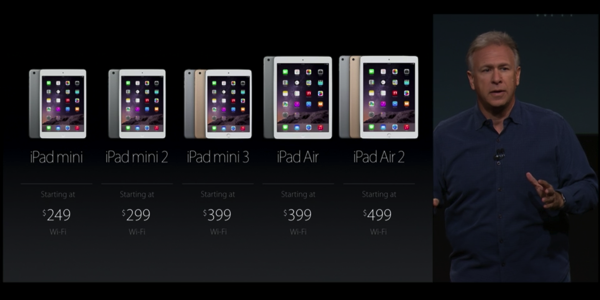 iPad mini
Starting at
$249
Wi-Fi
iPad mini 2
Starting at
$299
Wi-Fi
iPad mini 3
Starting at
$399
Wi-Fi
iPad Air
Starting at
$399
Wi-Fi
iPad Air 2
Starting at
$499
Wi-Fi